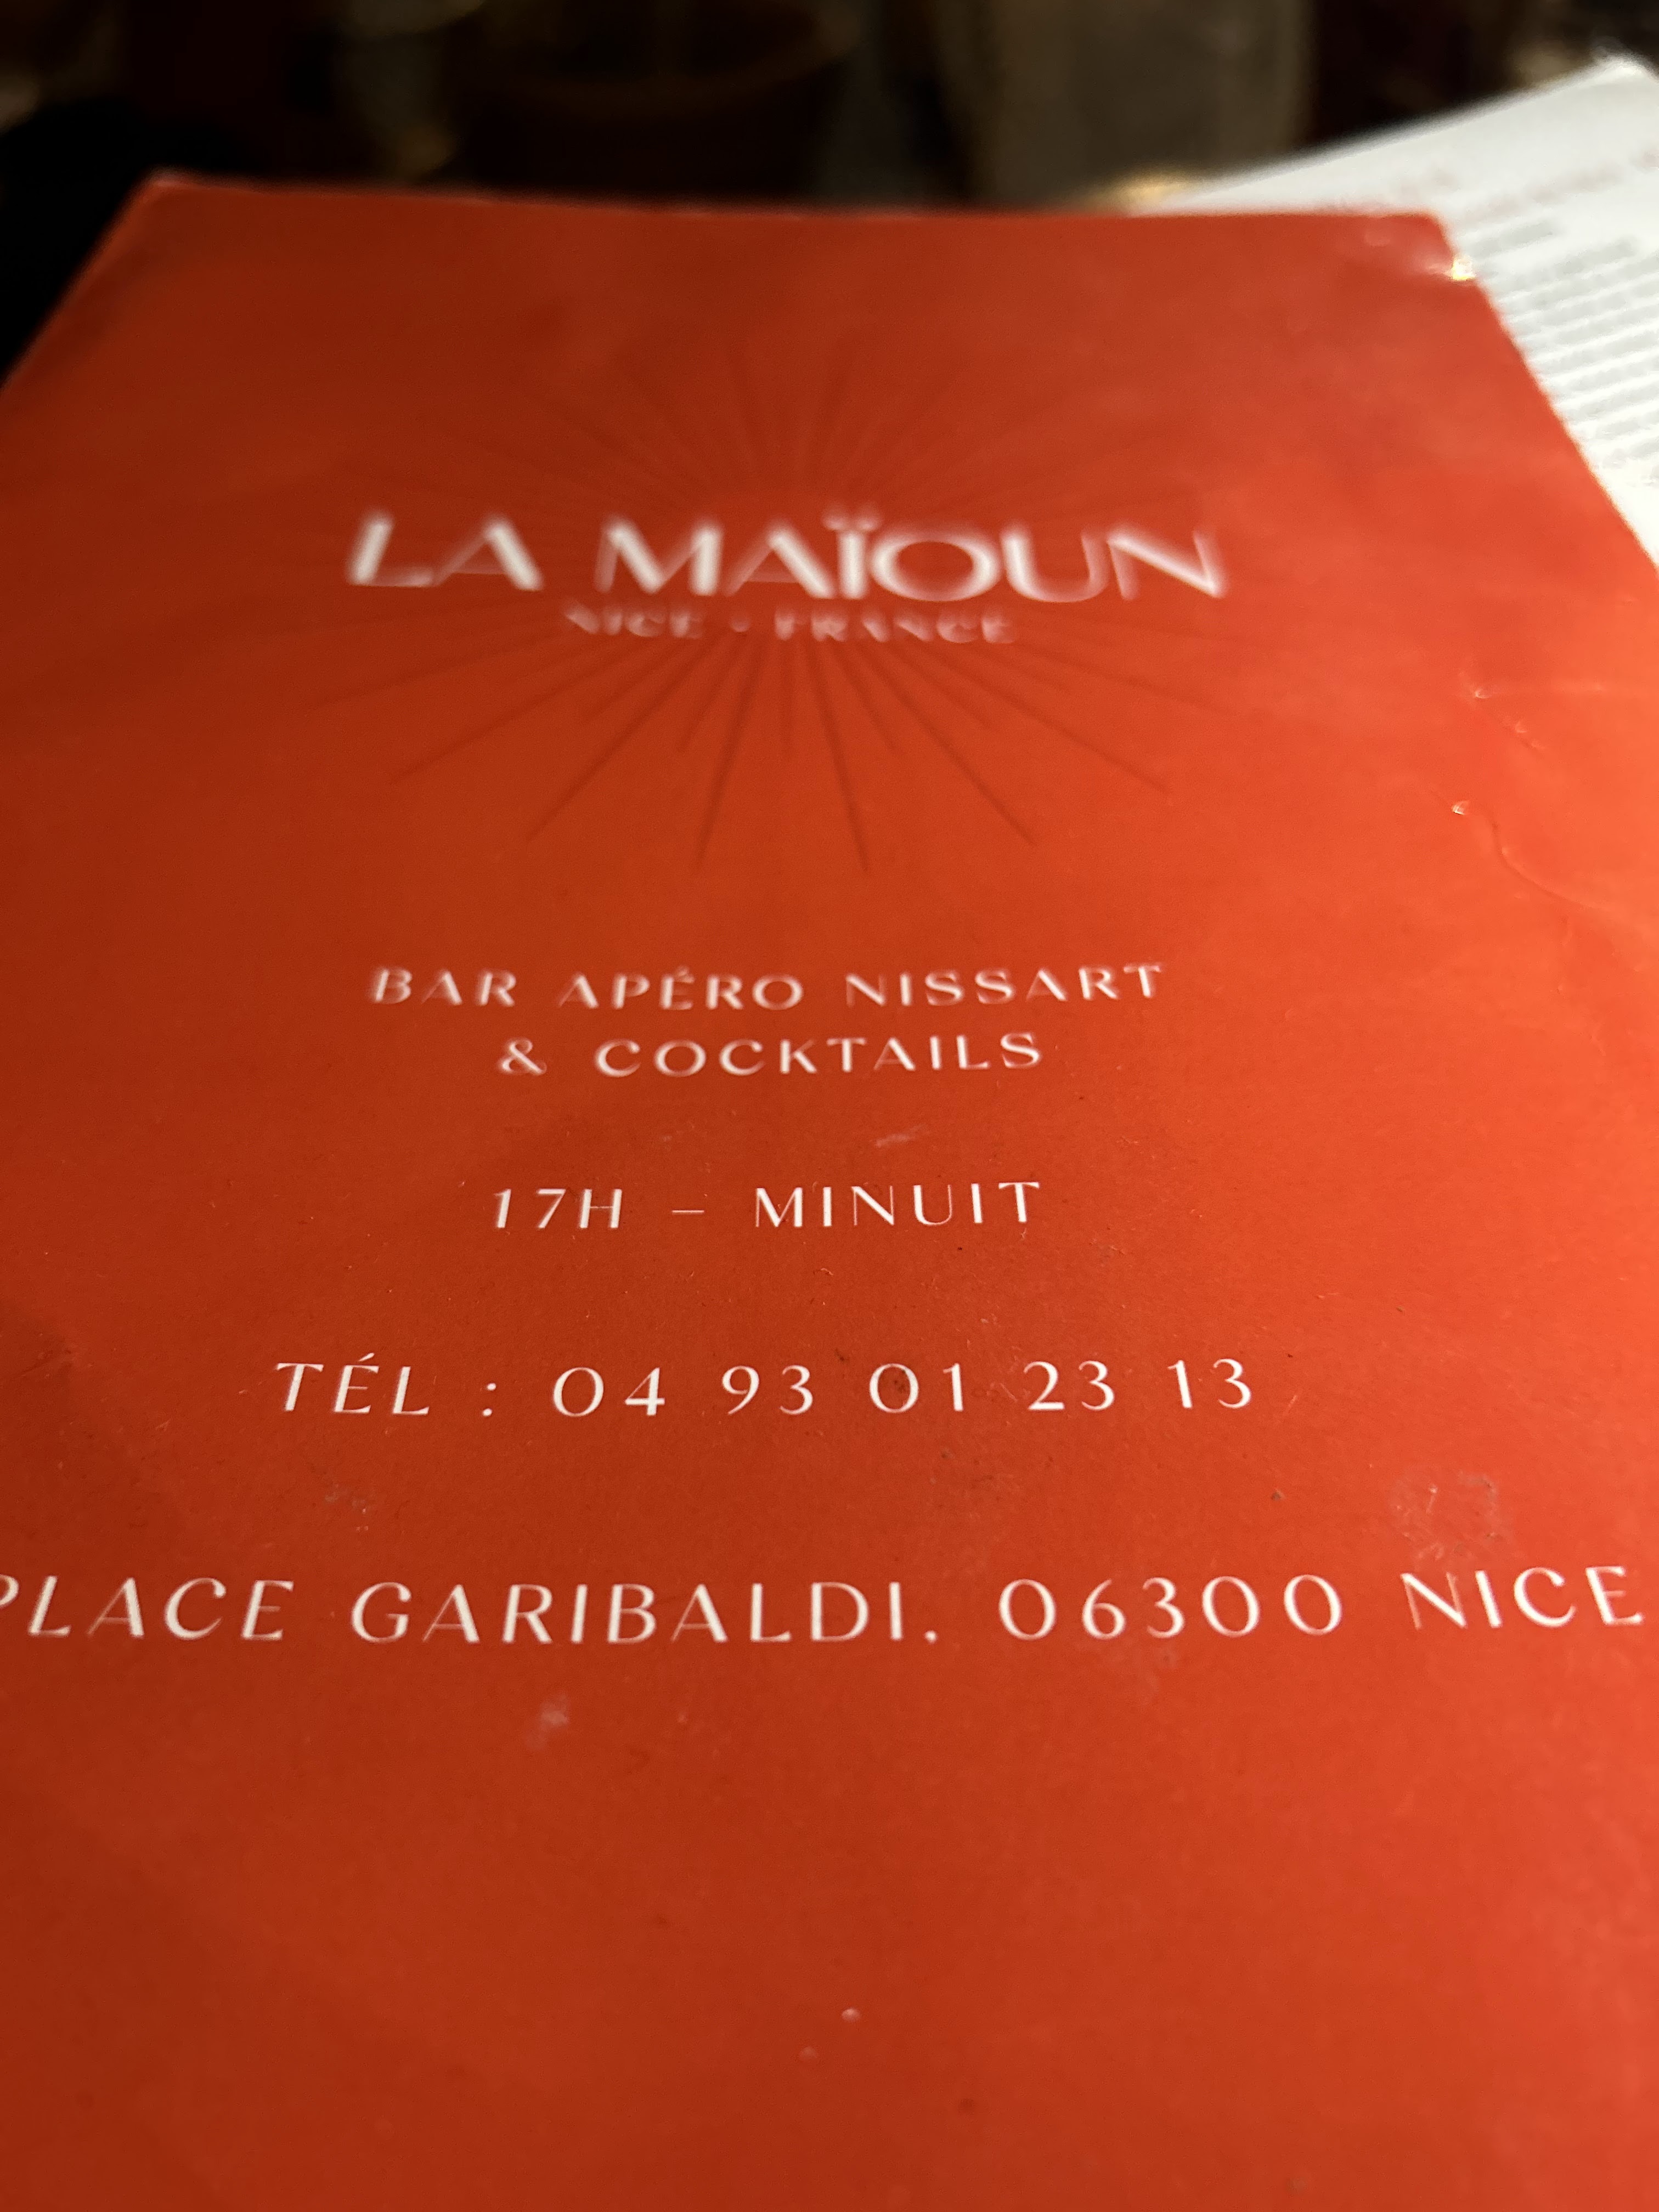 LA MAÏOUN
NICE • FRANCE
BAR APÉRO NISSART
& COCKTAILS
17H – MINUIT
TÉL : 04 93 01 23 13
PLACE GARIBALDI, 06300 NICE